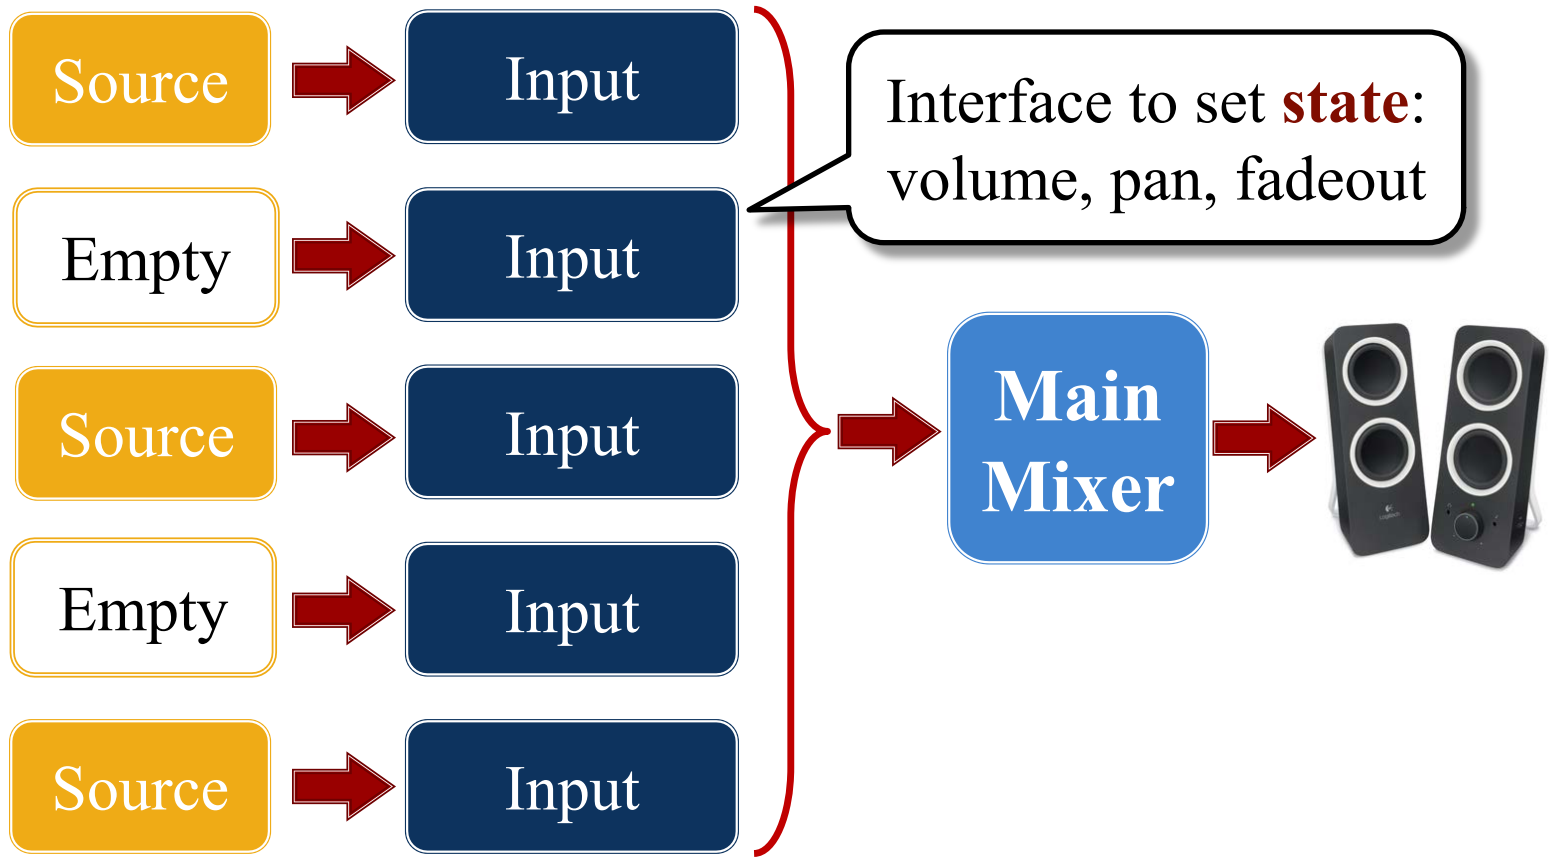 Source
Input
Interface to set state:
volume, pan, fadeout
Empty
Input
Source
Input
Main
Mixer
Empty
Input
Source
Input